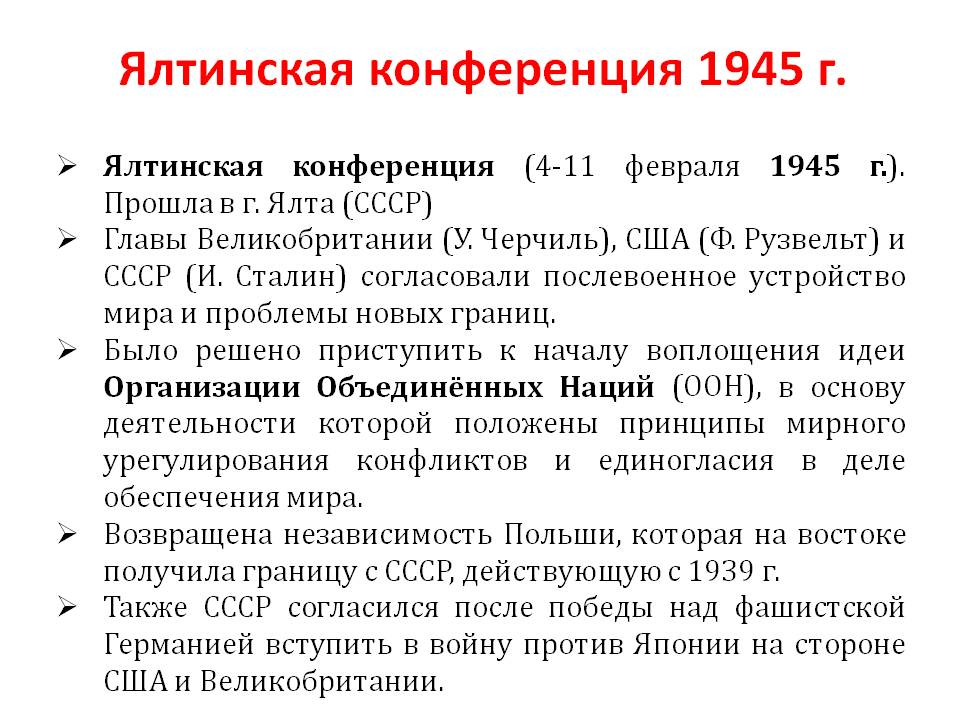 Ялтинская конференция 1945 г.
Ялтинская конференция (4-11 февраля 1945 г.).
Прошла в г. Ялта (СССР)
Главы Великобритании (У. Черчиль), США (Ф. Рузвельт) и
СССР (И. Сталин) согласовали послевоенное устройство
мира и проблемы новых границ.
Было решено приступить к началу воплощения идеи
Организации Объединённых Наций (ООН), в основу
деятельности которой положены принципы мирного
урегулирования конфликтов и единогласия в деле
обеспечения мира.
Возвращена независимость Польши, которая на востоке
получила границу с СССР, действующую с 1939 г.
Также СССР согласился после победы над фашистской
Германией вступить в войну против Японии на стороне
США и Великобритании.